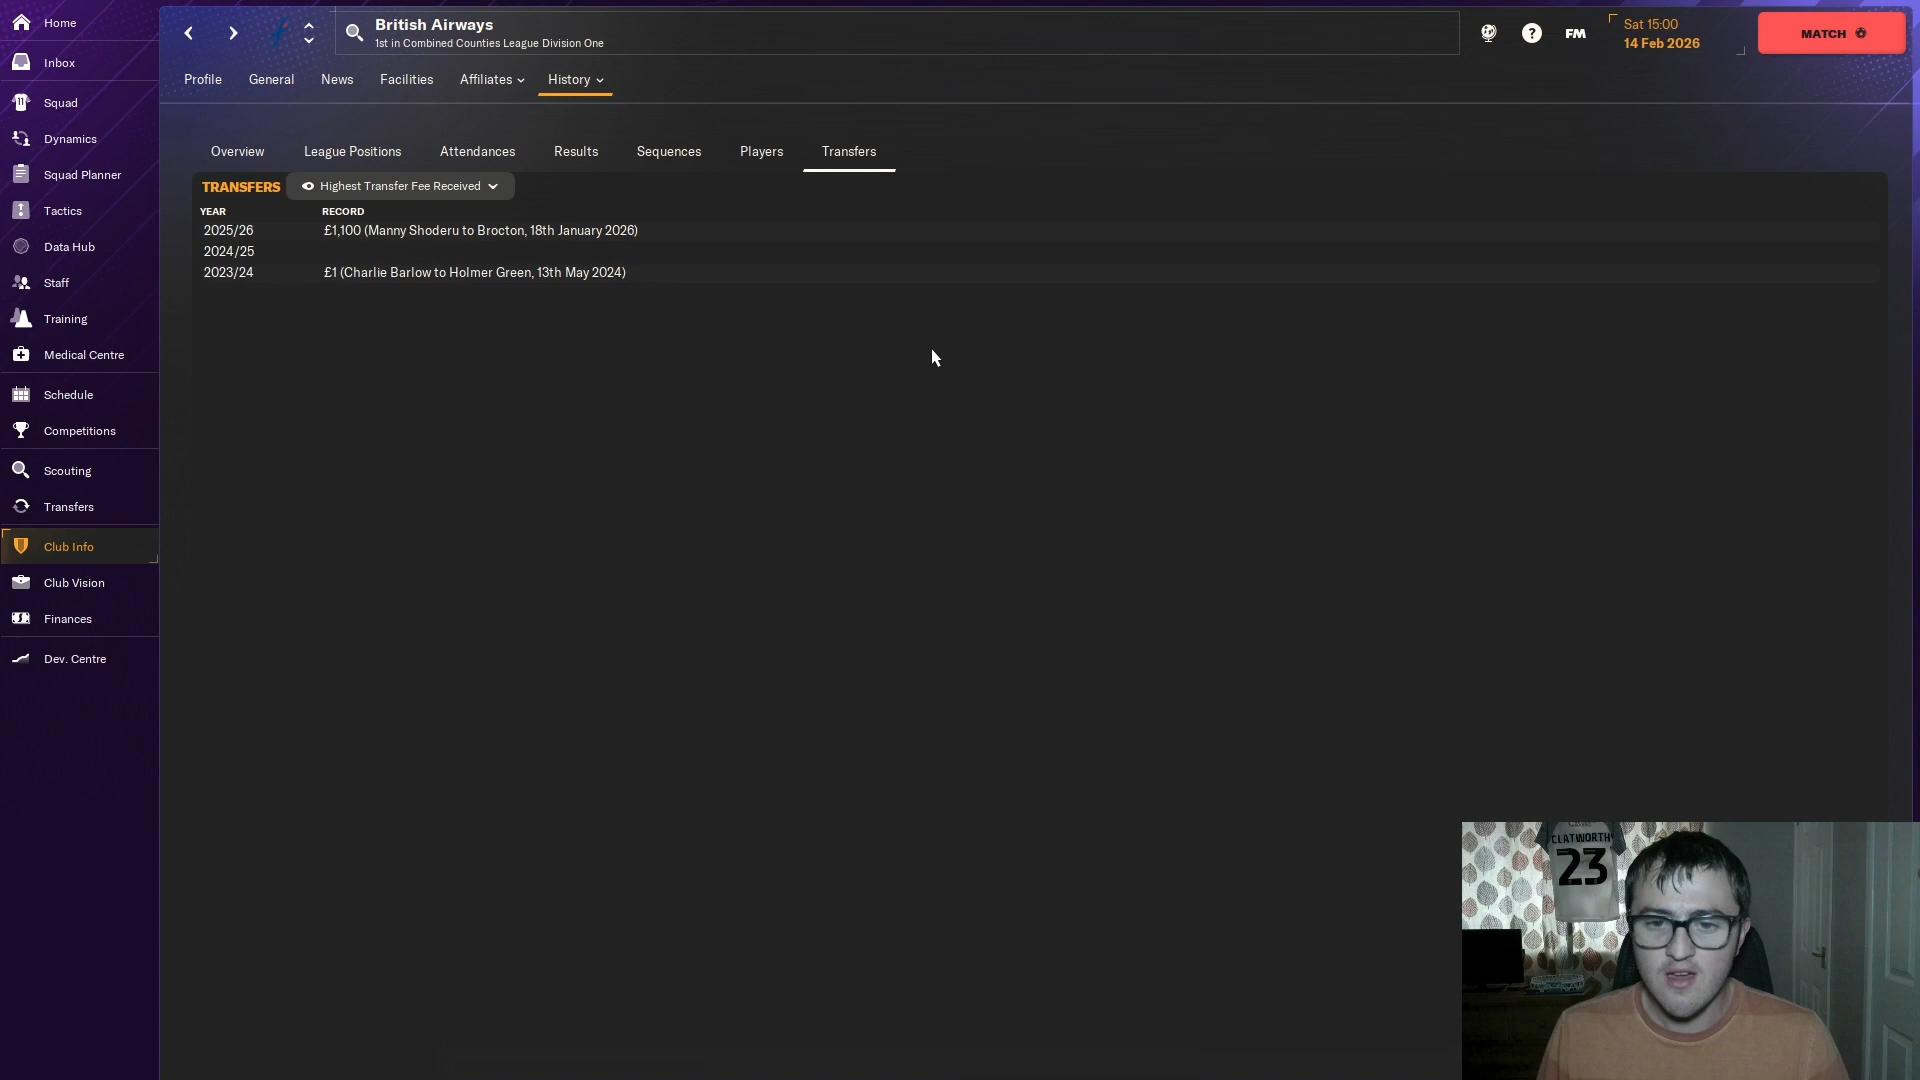 Home
Inbox
Squad
Dynamics
Squad Planner
Tactics
Data Hub
Staff
Training
Medical Centre
Schedule
Competitions
Scouting
Transfers
Club Info
Club Vision
Finances
Dev. Centre
British Airways
1st in Combined Counties League Division One
FM
Sat 15:00
14 Feb 2026
MATCH
Profile
General
News
Facilities
Affiliates
History
Overview
League Positions
Attendances
Results
Sequences
Players
Transfers
TRANSFERS
Highest Transfer Fee Received
YEAR RECORD
2025/26 £1,100 (Manny Shoderu to Brocton, 18th January 2026)
2024/25
2023/24 £1 (Charlie Barlow to Holmer Green, 13th May 2024)
CLATWORTHY
23